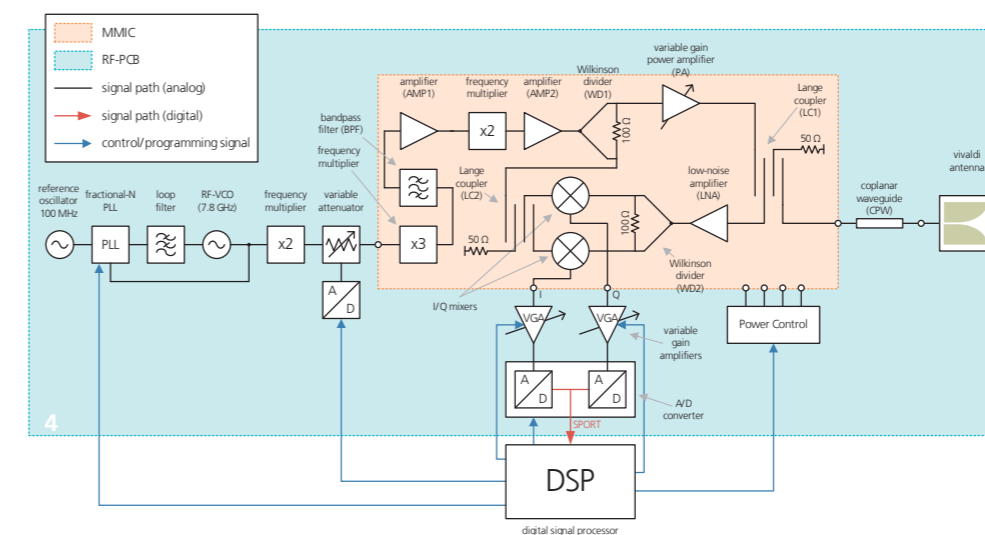 MMIC
RF-PCB
signal path (analog)
signal path (digital)
control/programming signal
reference
oscillator
100 MHz
fractional-N
PLL
loop
filter
RF-VCO
(7.8 GHz)
frequency
multiplier
variable
attenuator
PLL
x2
A
D
bandpass
filter (BPF)
frequency
multiplier
x3
amplifier
(AMP1)
frequency
multiplier
x2
amplifier
(AMP2)
Wilkinson
divider
(WD1)
100 Ω
variable gain
power amplifier
(PA)
Lange
coupler
(LC1)
50 Ω
Lange
coupler
(LC2)
50 Ω
I/Q mixers
100 Ω
low-noise
amplifier
(LNA)
Wilkinson
divider
(WD2)
coplanar
waveguide
(CPW)
vivaldi
antenna
I
Q
VGA
VGA
variable
gain
amplifiers
Power Control
A
D
A
D
A/D
converter
SPORT
4
DSP
digital signal processor